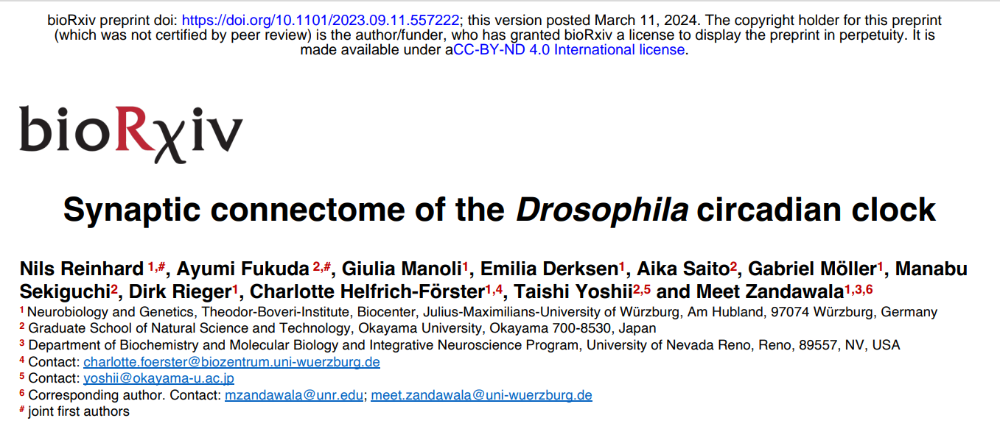 bioRxiv preprint doi: https://doi.org/10.1101/2023.09.11.557222; this version posted March 11, 2024. The copyright holder for this preprint
(which was not certified by peer review) is the author/funder, who has granted bioRxiv a license to display the preprint in perpetuity. It is
made available under aCC-BY-ND 4.0 International license.
bioRχiv
Synaptic connectome of the Drosophila circadian clock
Nils Reinhard 1,#, Ayumi Fukuda 2,#, Giulia Manoli1, Emilia Derksen1, Aika Saito2, Gabriel Möller1, Manabu
Sekiguchi2, Dirk Rieger1, Charlotte Helfrich-Förster1,4, Taishi Yoshii2,5 and Meet Zandawala1,3,6
1 Neurobiology and Genetics, Theodor-Boveri-Institute, Biocenter, Julius-Maximilians-University of Würzburg, Am Hubland, 97074 Würzburg, Germany
2 Graduate School of Natural Science and Technology, Okayama University, Okayama 700-8530, Japan
3 Department of Biochemistry and Molecular Biology and Integrative Neuroscience Program, University of Nevada Reno, Reno, 89557, NV, USA
4 Contact: charlotte.foerster@biozentrum.uni-wuerzburg.de
5 Contact: yoshii@okayama-u.ac.jp
6 Corresponding author. Contact: mzandawala@unr.edu; meet.zandawala@uni-wuerzburg.de
# joint first authors